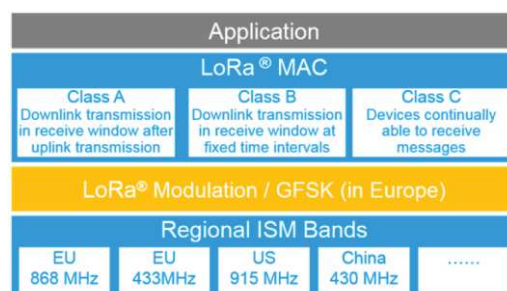 Application
LoRa® MAC
Class A
Downlink transmission
in receive window after
uplink transmission
Class B
Downlink transmission
in receive window at
fixed time intervals
Class C
Devices continually
able to receive
messages
LoRa® Modulation / GFSK (in Europe)
Regional ISM Bands
EU
868 MHz
EU
433MHz
US
915 MHz
China
430 MHz
......